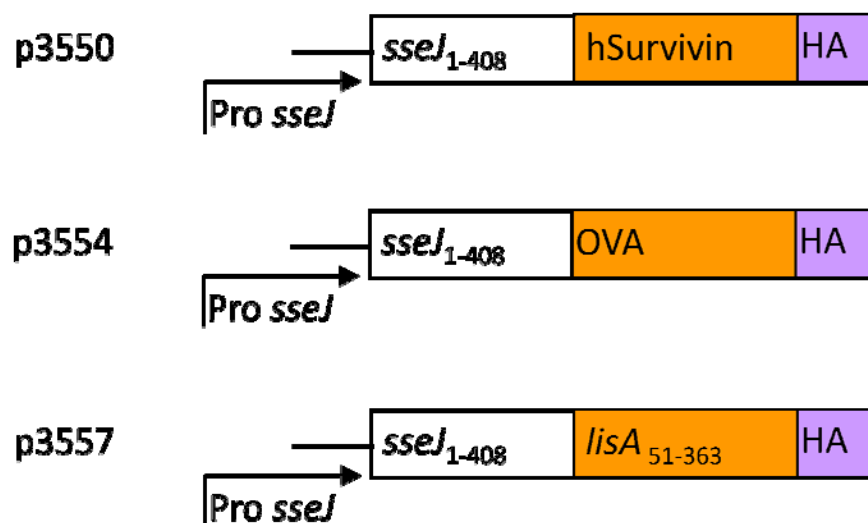 p3550 sseJ1-408 hSurvivin HA
Pro sseJ
p3554 sseJ1-408 OVA HA
Pro sseJ
p3557 sseJ1-408 lisA 51-363 HA
Pro sseJ